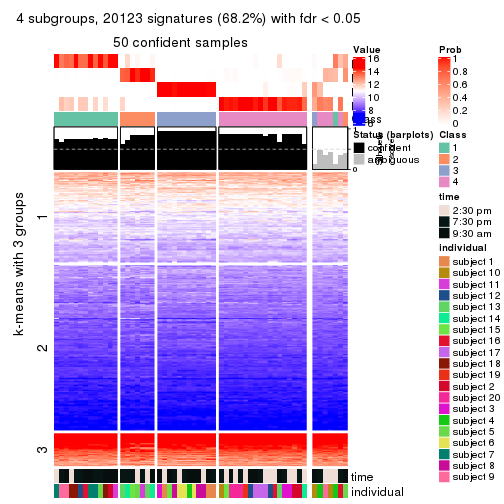 4 subgroups, 20123 signatures (68.2%) with fdr < 0.05
50 confident samples
k-means with 3 groups
1
2
3
time
individual
Value
16
14
12
10
8
6
Class
Status (barplots)
confident
ambiguous
0
Prob
1
0.8
0.6
0.4
0.2
0
Class
1
2
3
4
time
2:30 pm
7:30 pm
9:30 am
individual
subject 1
subject 10
subject 11
subject 12
subject 13
subject 14
subject 15
subject 16
subject 17
subject 18
subject 19
subject 2
subject 20
subject 3
subject 4
subject 5
subject 6
subject 7
subject 8
subject 9